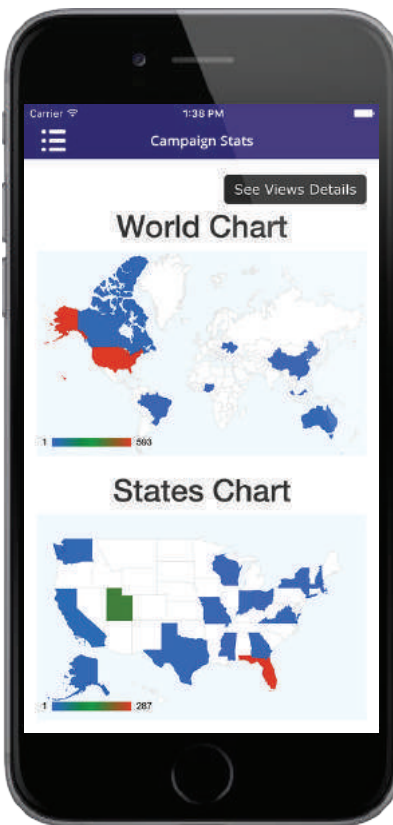 Carrier 1:38 PM
Campaign Stats
See Views Details
World Chart
1 593
States Chart
1 287